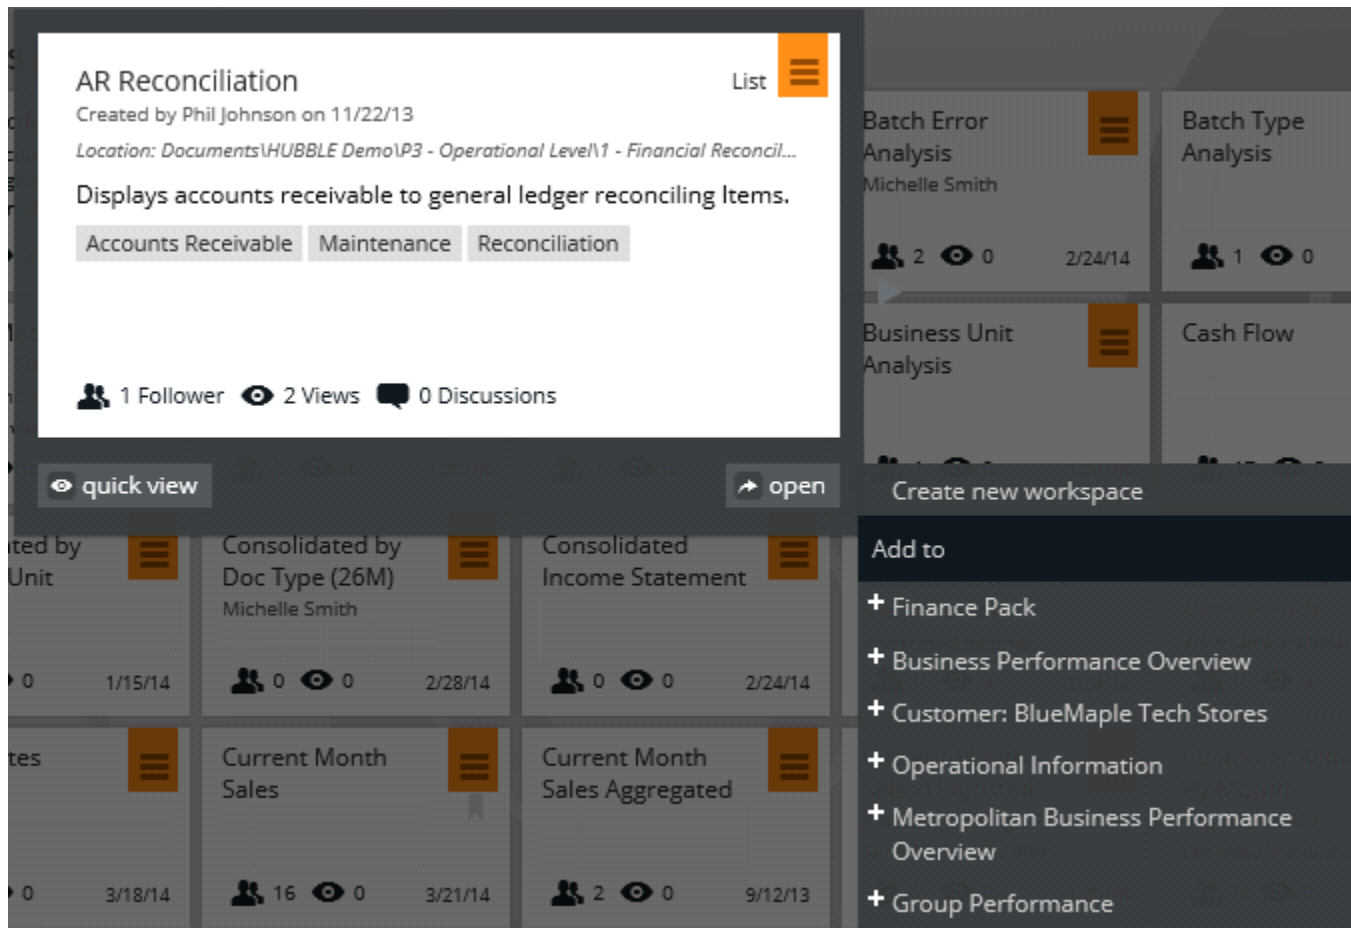 AR Reconciliation
List
Created by Phil Johnson on 11/22/13
Location: Documents\HUBBLE Demo\P3 - Operational Level\1 - Financial Reconcil...
Displays accounts receivable to general ledger reconciling Items.
Accounts Receivable Maintenance Reconciliation
1 Follower 2 Views 0 Discussions
quick view
open
Batch Error
Analysis
Michelle Smith
2 0 2/24/14
Batch Type
Analysis
1 0
Business Unit
Analysis
Cash Flow
Create new workspace
Add to
+ Finance Pack
+ Business Performance Overview
+ Customer: BlueMaple Tech Stores
+ Operational Information
+ Metropolitan Business Performance
Overview
+ Group Performance
ted by
Unit
0 1/15/14
Consolidated by
Doc Type (26M)
Michelle Smith
0 0 2/28/14
Consolidated
Income Statement
0 0 2/24/14
tes
0 3/18/14
Current Month
Sales
16 0 3/21/14
Current Month
Sales Aggregated
2 0 9/12/13